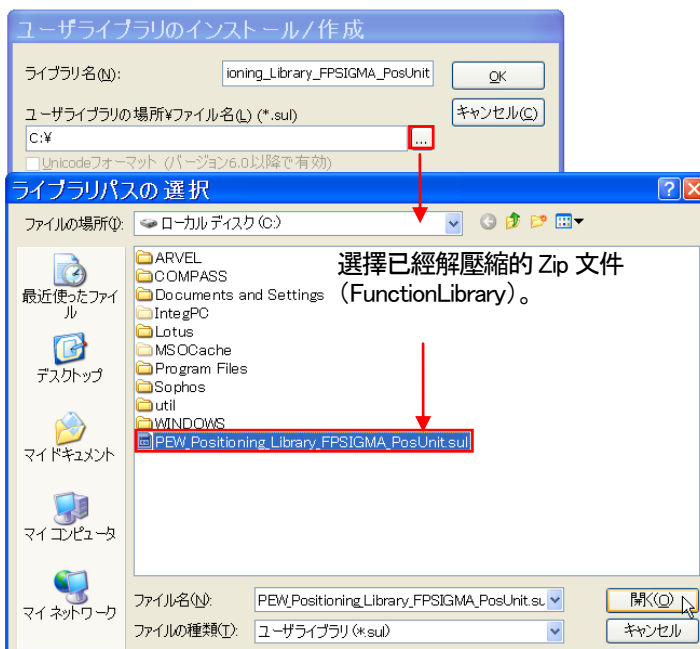 ユーザライブラリのインストール/作成
ライブラリ名(N):
ioning_Library_FPSIGMA_PosUnit
OK
ユーザライブラリの場所¥ファイル名(L) (*.sul)
キャンセル(C)
C:¥
...
Unicodeフォーマット (バージョン6.0以降で有効)
ライブラリパスの選択
ファイルの場所(I):
ローカル ディスク (C:)
最近使ったファイル
デスクトップ
マイ ドキュメント
マイ コンピュータ
マイ ネットワーク
ARVEL
COMPASS
Documents and Settings
IntegPC
Lotus
MSOCache
Program Files
Sophos
util
WINDOWS
PEW_Positioning_Library_FPSIGMA_PosUnit.sul
選擇已經解壓縮的 Zip 文件
(FunctionLibrary)。
ファイル名(N):
PEW_Positioning_Library_FPSIGMA_PosUnit.su
開く(O)
ファイルの種類(T):
ユーザライブラリ (*.sul)
キャンセル